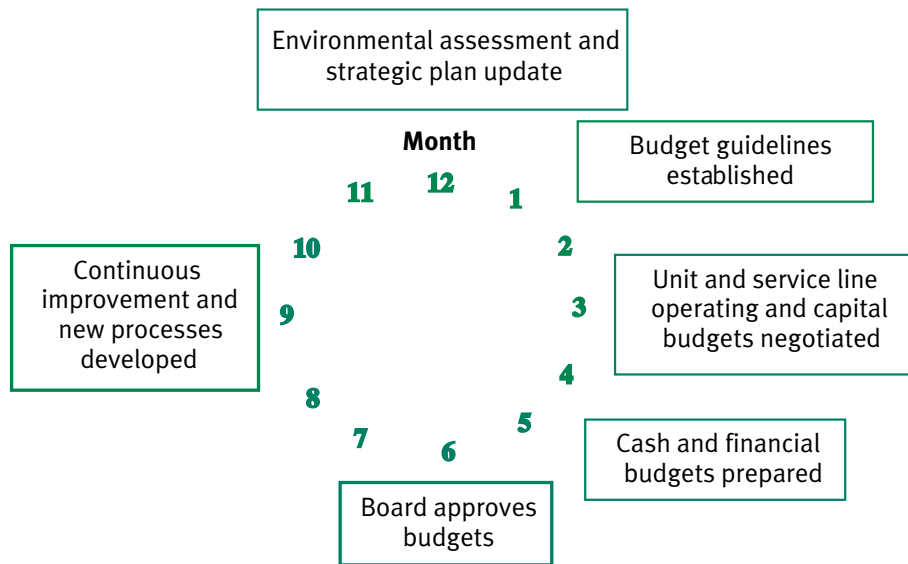 Environmental assessment and
strategic plan update
Month
12
1
2
3
4
5
6
7
8
9
10
11
Budget guidelines
established
Unit and service line
operating and capital
budgets negotiated
Cash and financial
budgets prepared
Board approves
budgets
Continuous
improvement and
new processes
developed